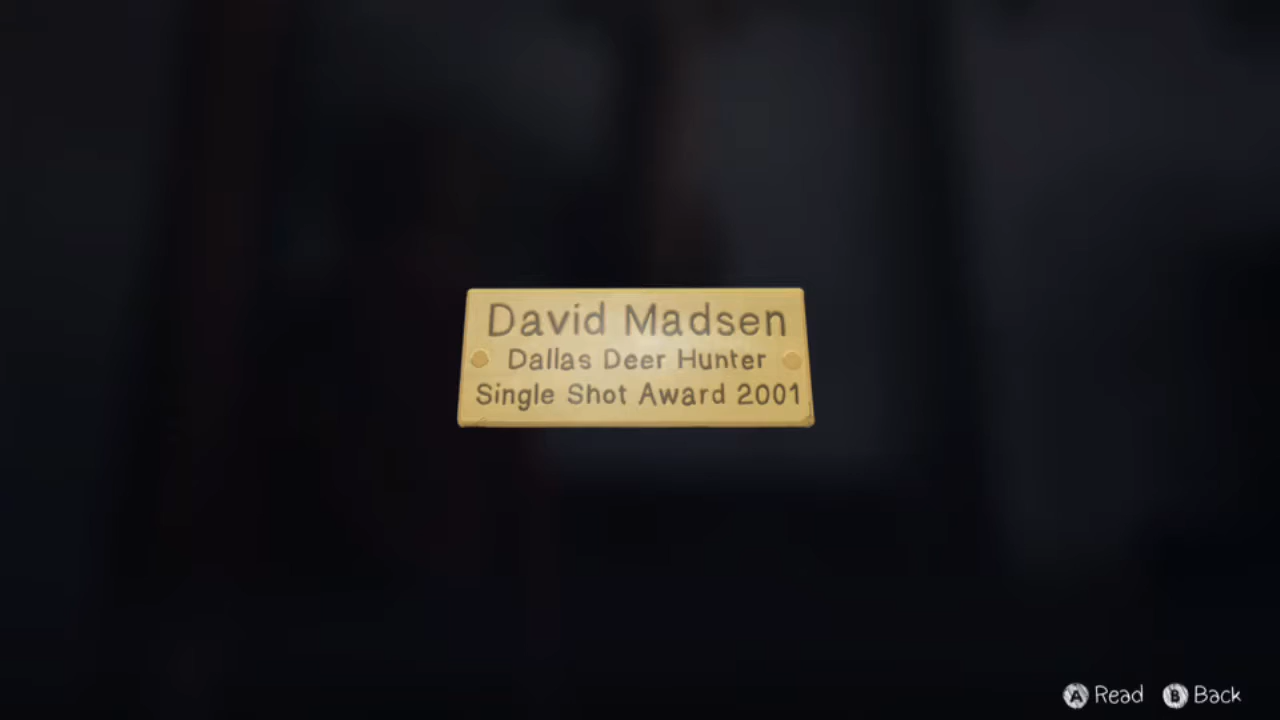 David Madsen
Dallas Deer Hunter
Single Shot Award 2001
A Read B Back